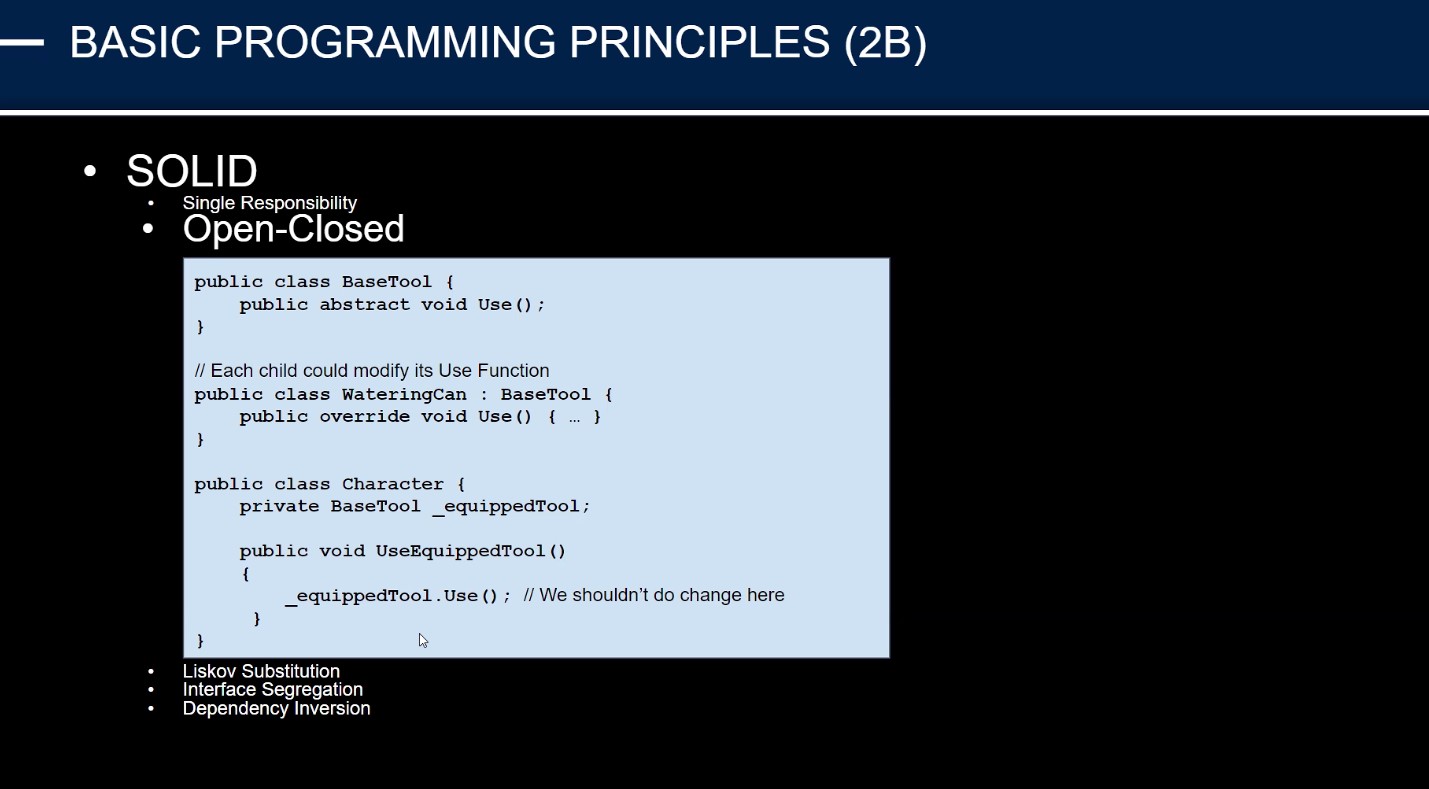 BASIC PROGRAMMING PRINCIPLES (2B)
• SOLID
• Single Responsibility
• Open-Closed
public class BaseTool {
    public abstract void Use();
}
// Each child could modify its Use Function
public class WateringCan : BaseTool {
    public override void Use() { … }
}
public class Character {
    private BaseTool _equippedTool;
    public void UseEquippedTool()
    {
        _equippedTool.Use(); // We shouldn’t do change here
     }
}
• Liskov Substitution
• Interface Segregation
• Dependency Inversion